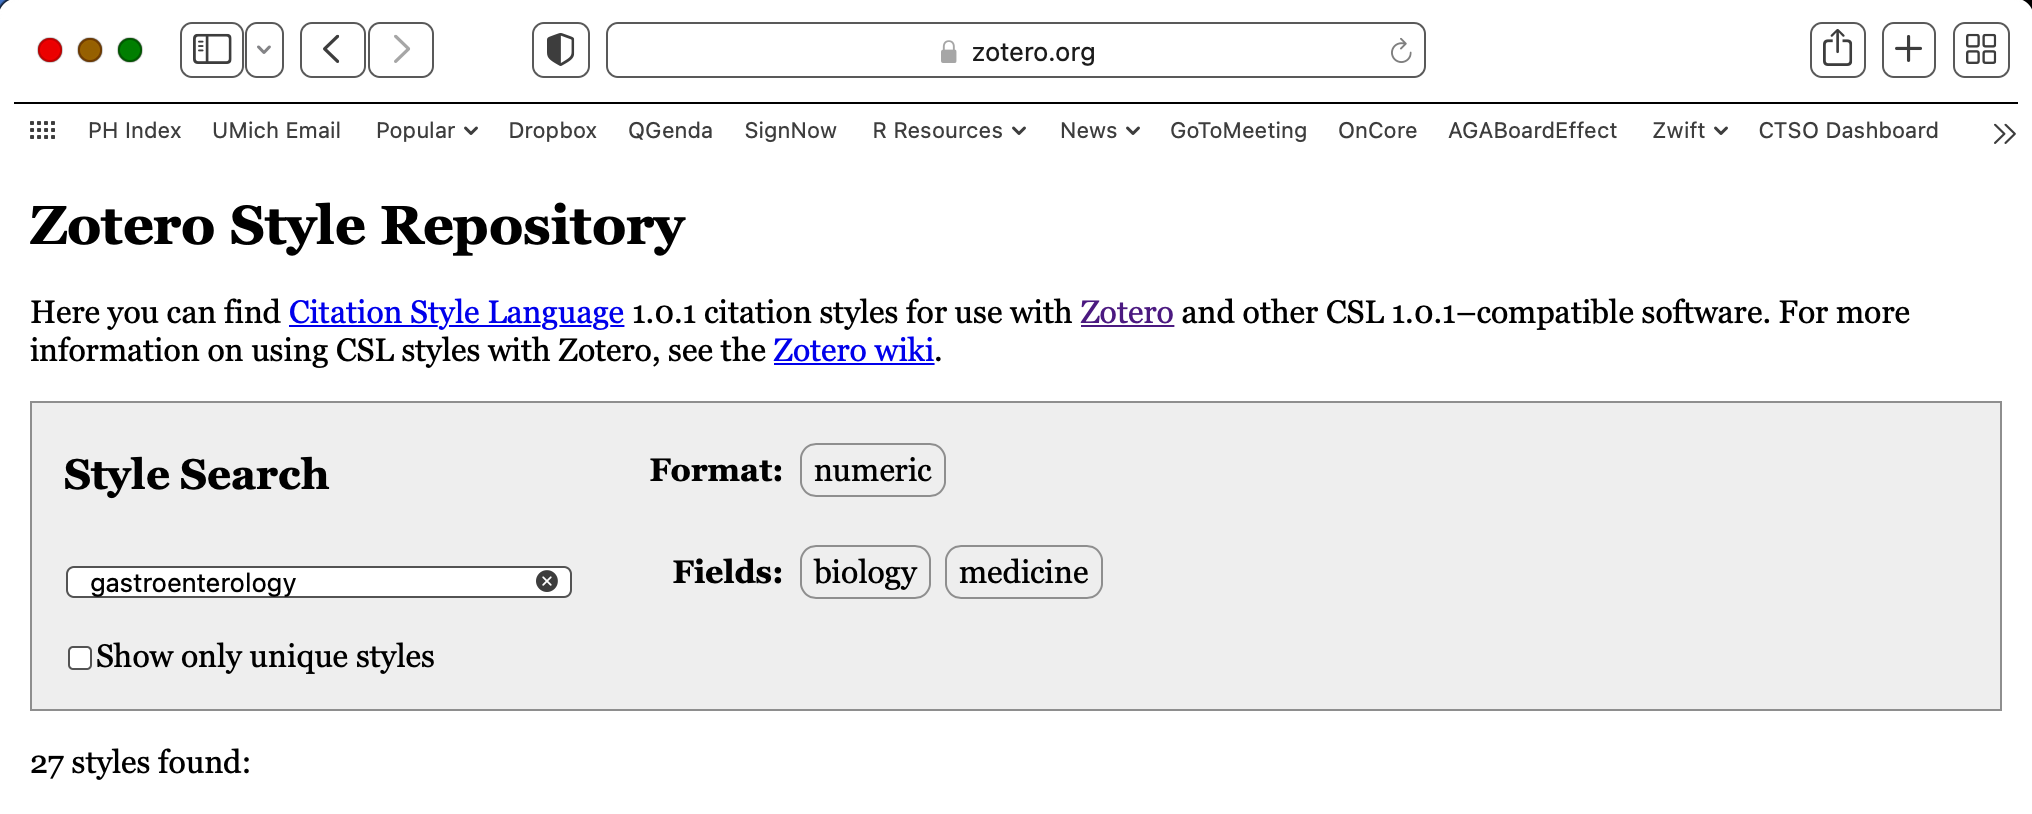 zotero.org
PH Index UMich Email Popular Dropbox QGenda SignNow R Resources News GoToMeeting OnCore AGABoardEffect Zwift CTSO Dashboard
Zotero Style Repository
Here you can find Citation Style Language 1.0.1 citation styles for use with Zotero and other CSL 1.0.1–compatible software. For more
information on using CSL styles with Zotero, see the Zotero wiki.
Style Search
Format: numeric
Fields: biology medicine
gastroenterology
Show only unique styles
27 styles found: